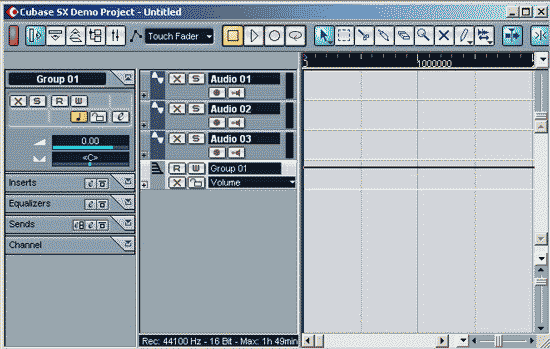 Cubase SX Demo Project - Untitled
Touch Fader
1000000
Group 01
X S R W
e
0.00
<C>
Inserts e
Equalizers e
Sends e
Channel
X S Audio 01
X S Audio 02
X S Audio 03
R W Group 01
X Volume
Rec: 44100 Hz - 16 Bit - Max: 1h 49min